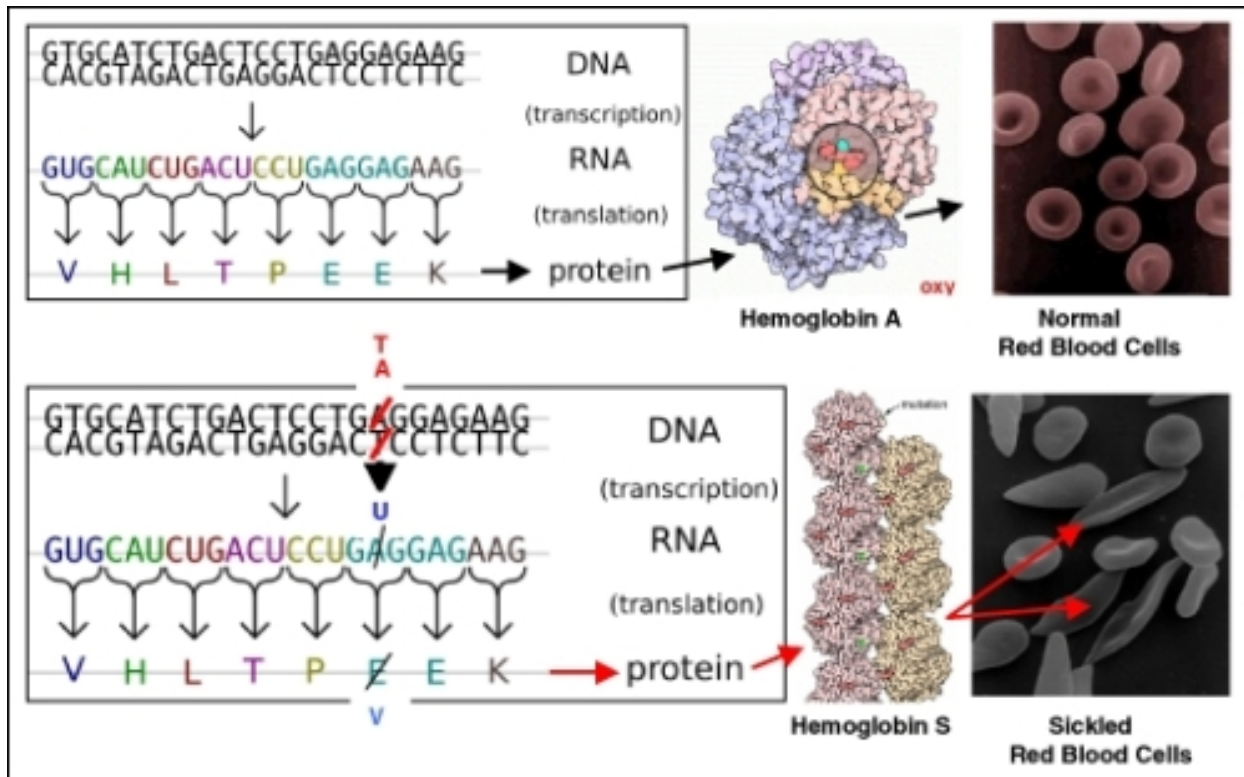 GTGCATCTGACTCCTGAGGAGAAG
CACGTAGACTGAGGACTCCTCTTC
DNA
(transcription)
GUGCAUCUGACUCCUGAGGAGAAG
RNA
(translation)
V H L T P E E K
protein
oxy
Hemoglobin A
Normal
Red Blood Cells
T
A
GTGCATCTGACTCCTGAGGAGAAG
CACGTAGACTGAGGACTCCTCTTC
DNA
mutation
(transcription)
U
GUGCAUCUGACUCCUGAGGAGAAG
RNA
(translation)
V H L T P E E K
protein
V
Hemoglobin S
Sickled
Red Blood Cells